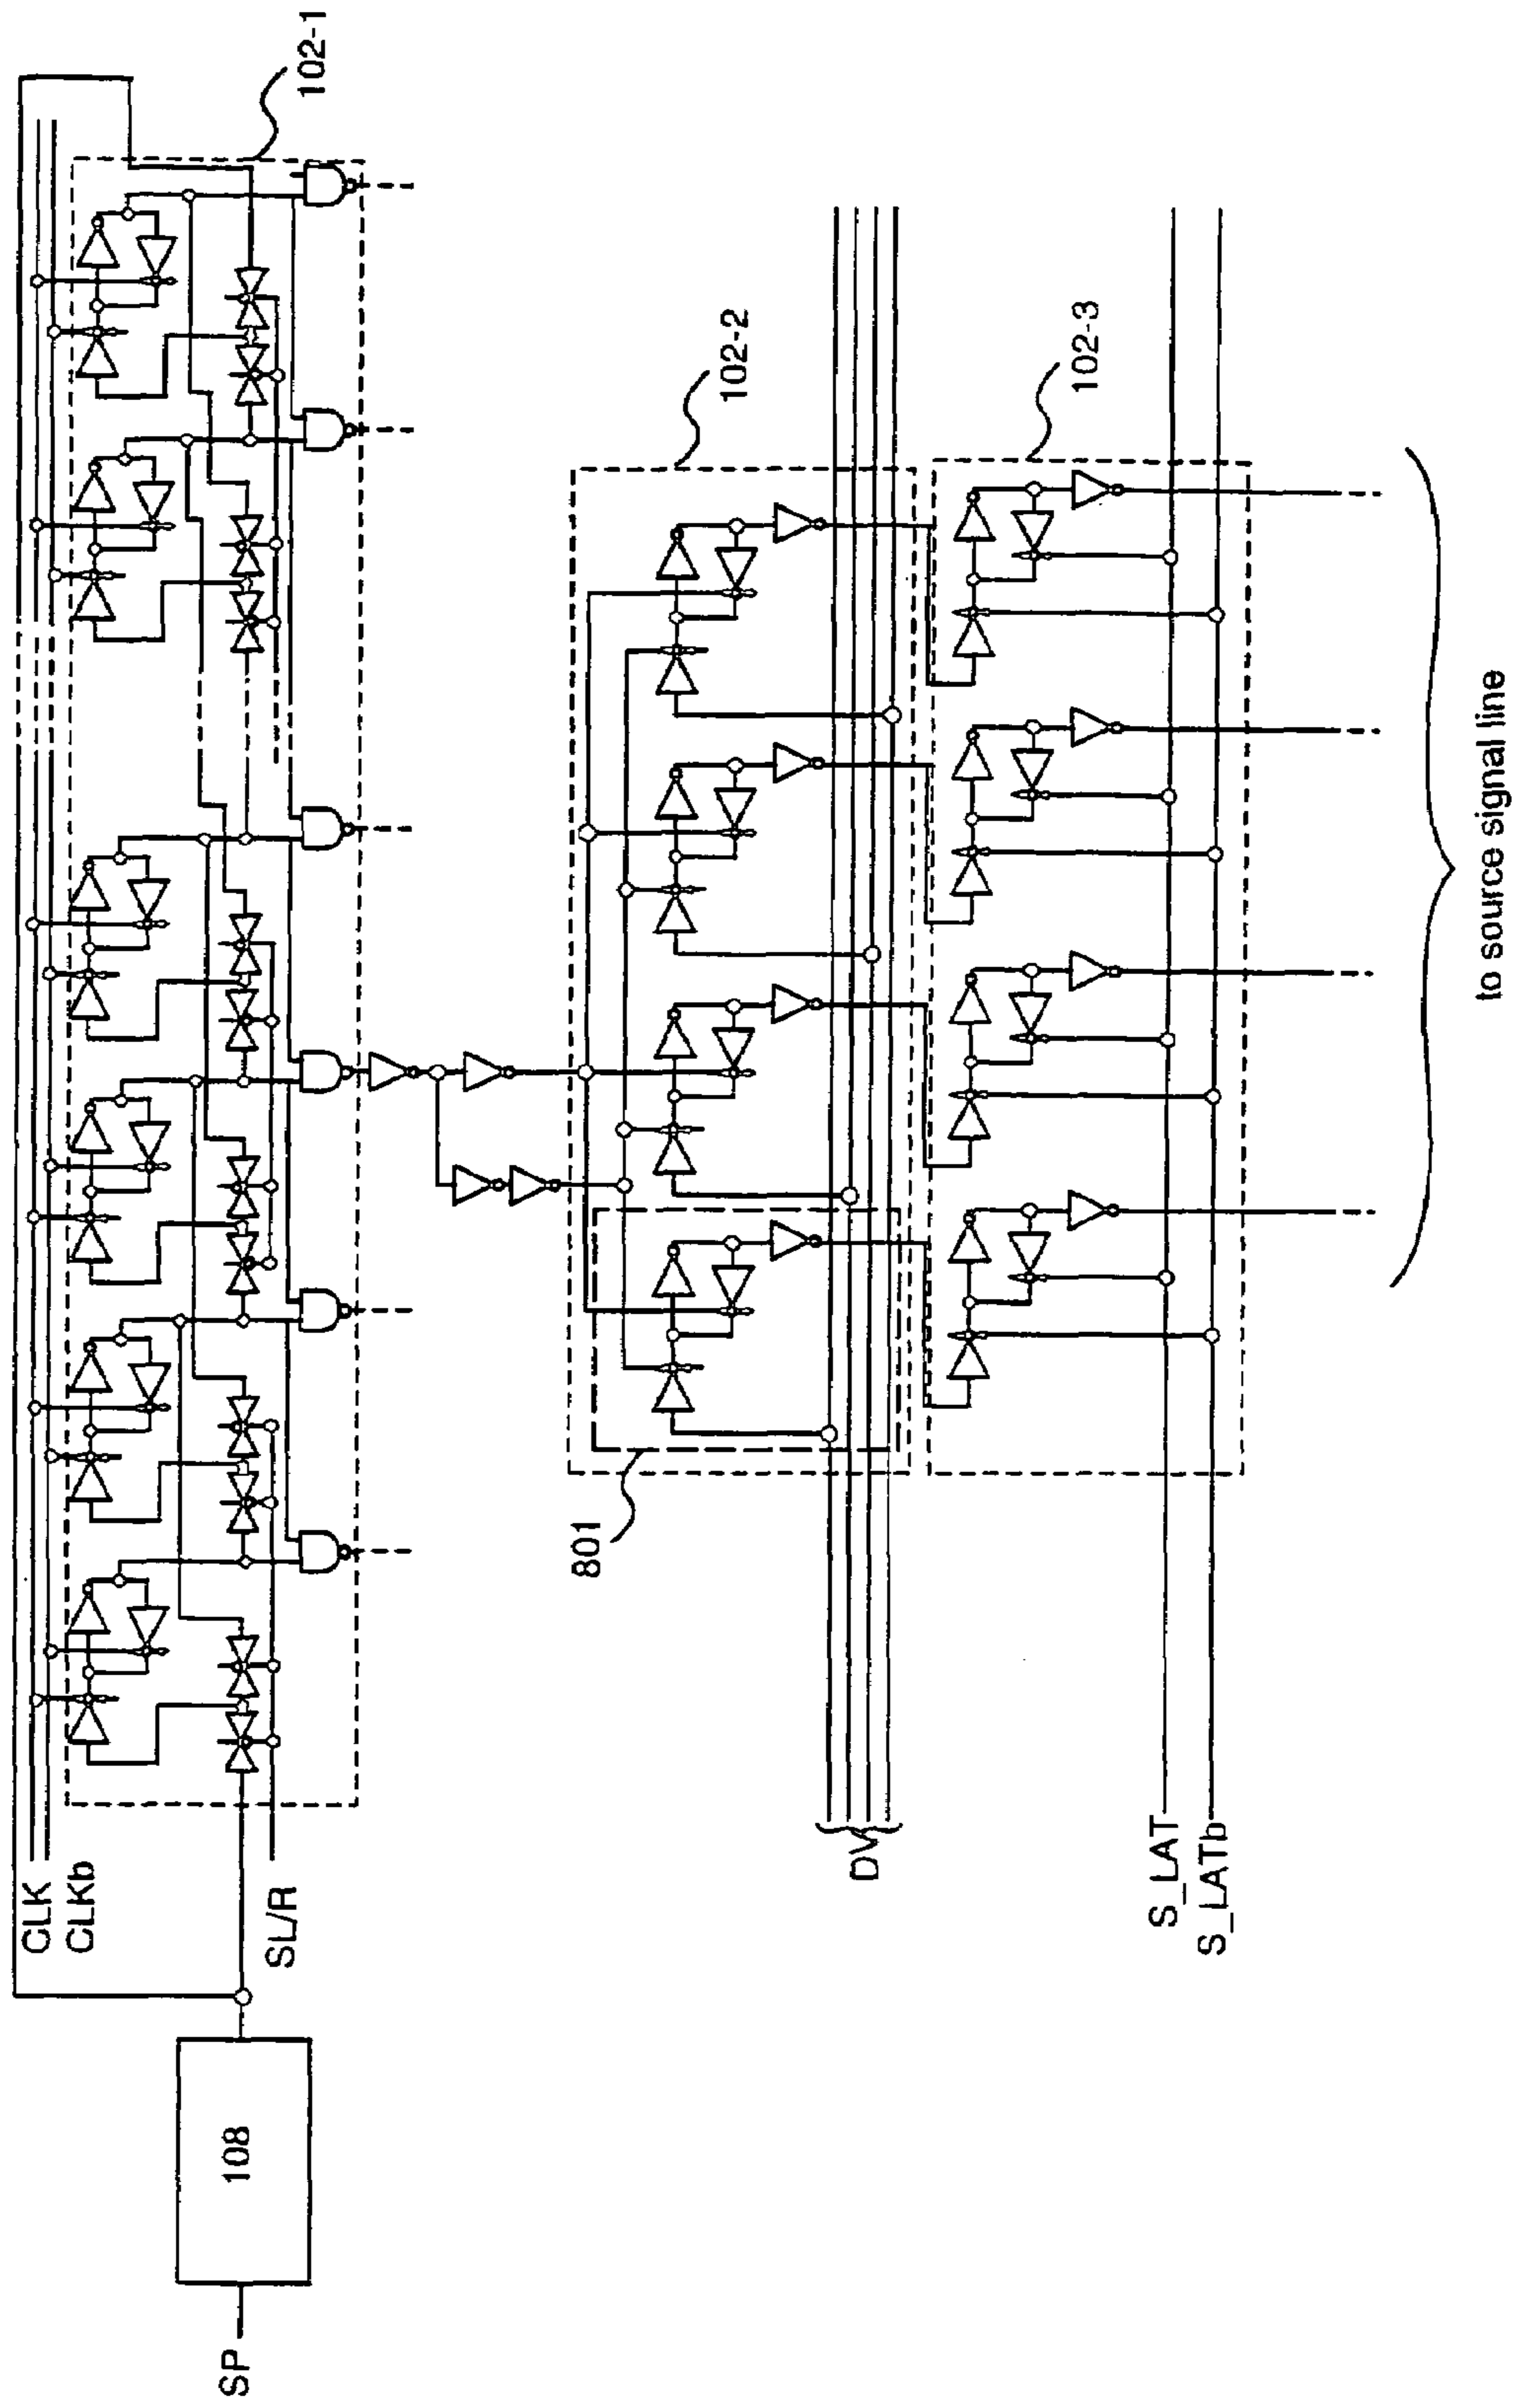 CLK
CLKb
SL/R
SP
108
102-1
102-2
801
DV
102-3
S_LAT
S_LATb
to source signal line